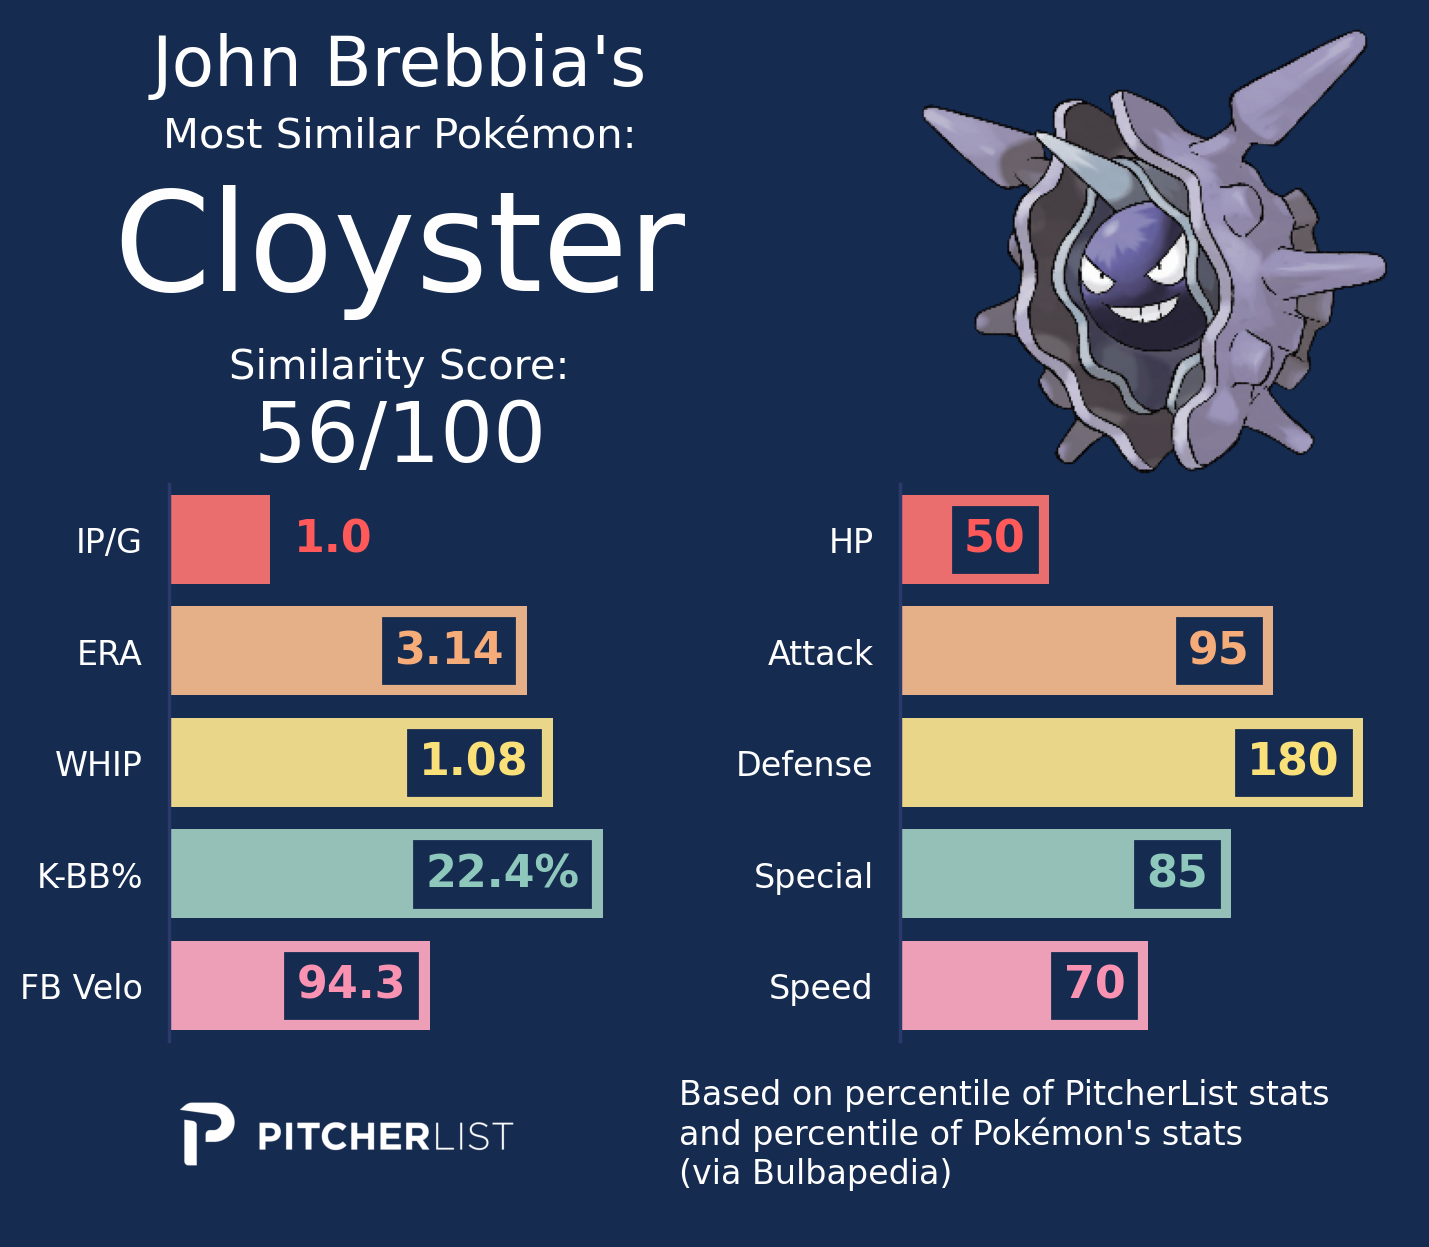 John Brebbia's
Most Similar Pokémon:
Cloyster
Similarity Score:
56/100
IP/G 1.0
ERA 3.14
WHIP 1.08
K-BB% 22.4%
FB Velo 94.3
HP 50
Attack 95
Defense 180
Special 85
Speed 70
PITCHERLIST
Based on percentile of PitcherList stats
and percentile of Pokémon's stats
(via Bulbapedia)